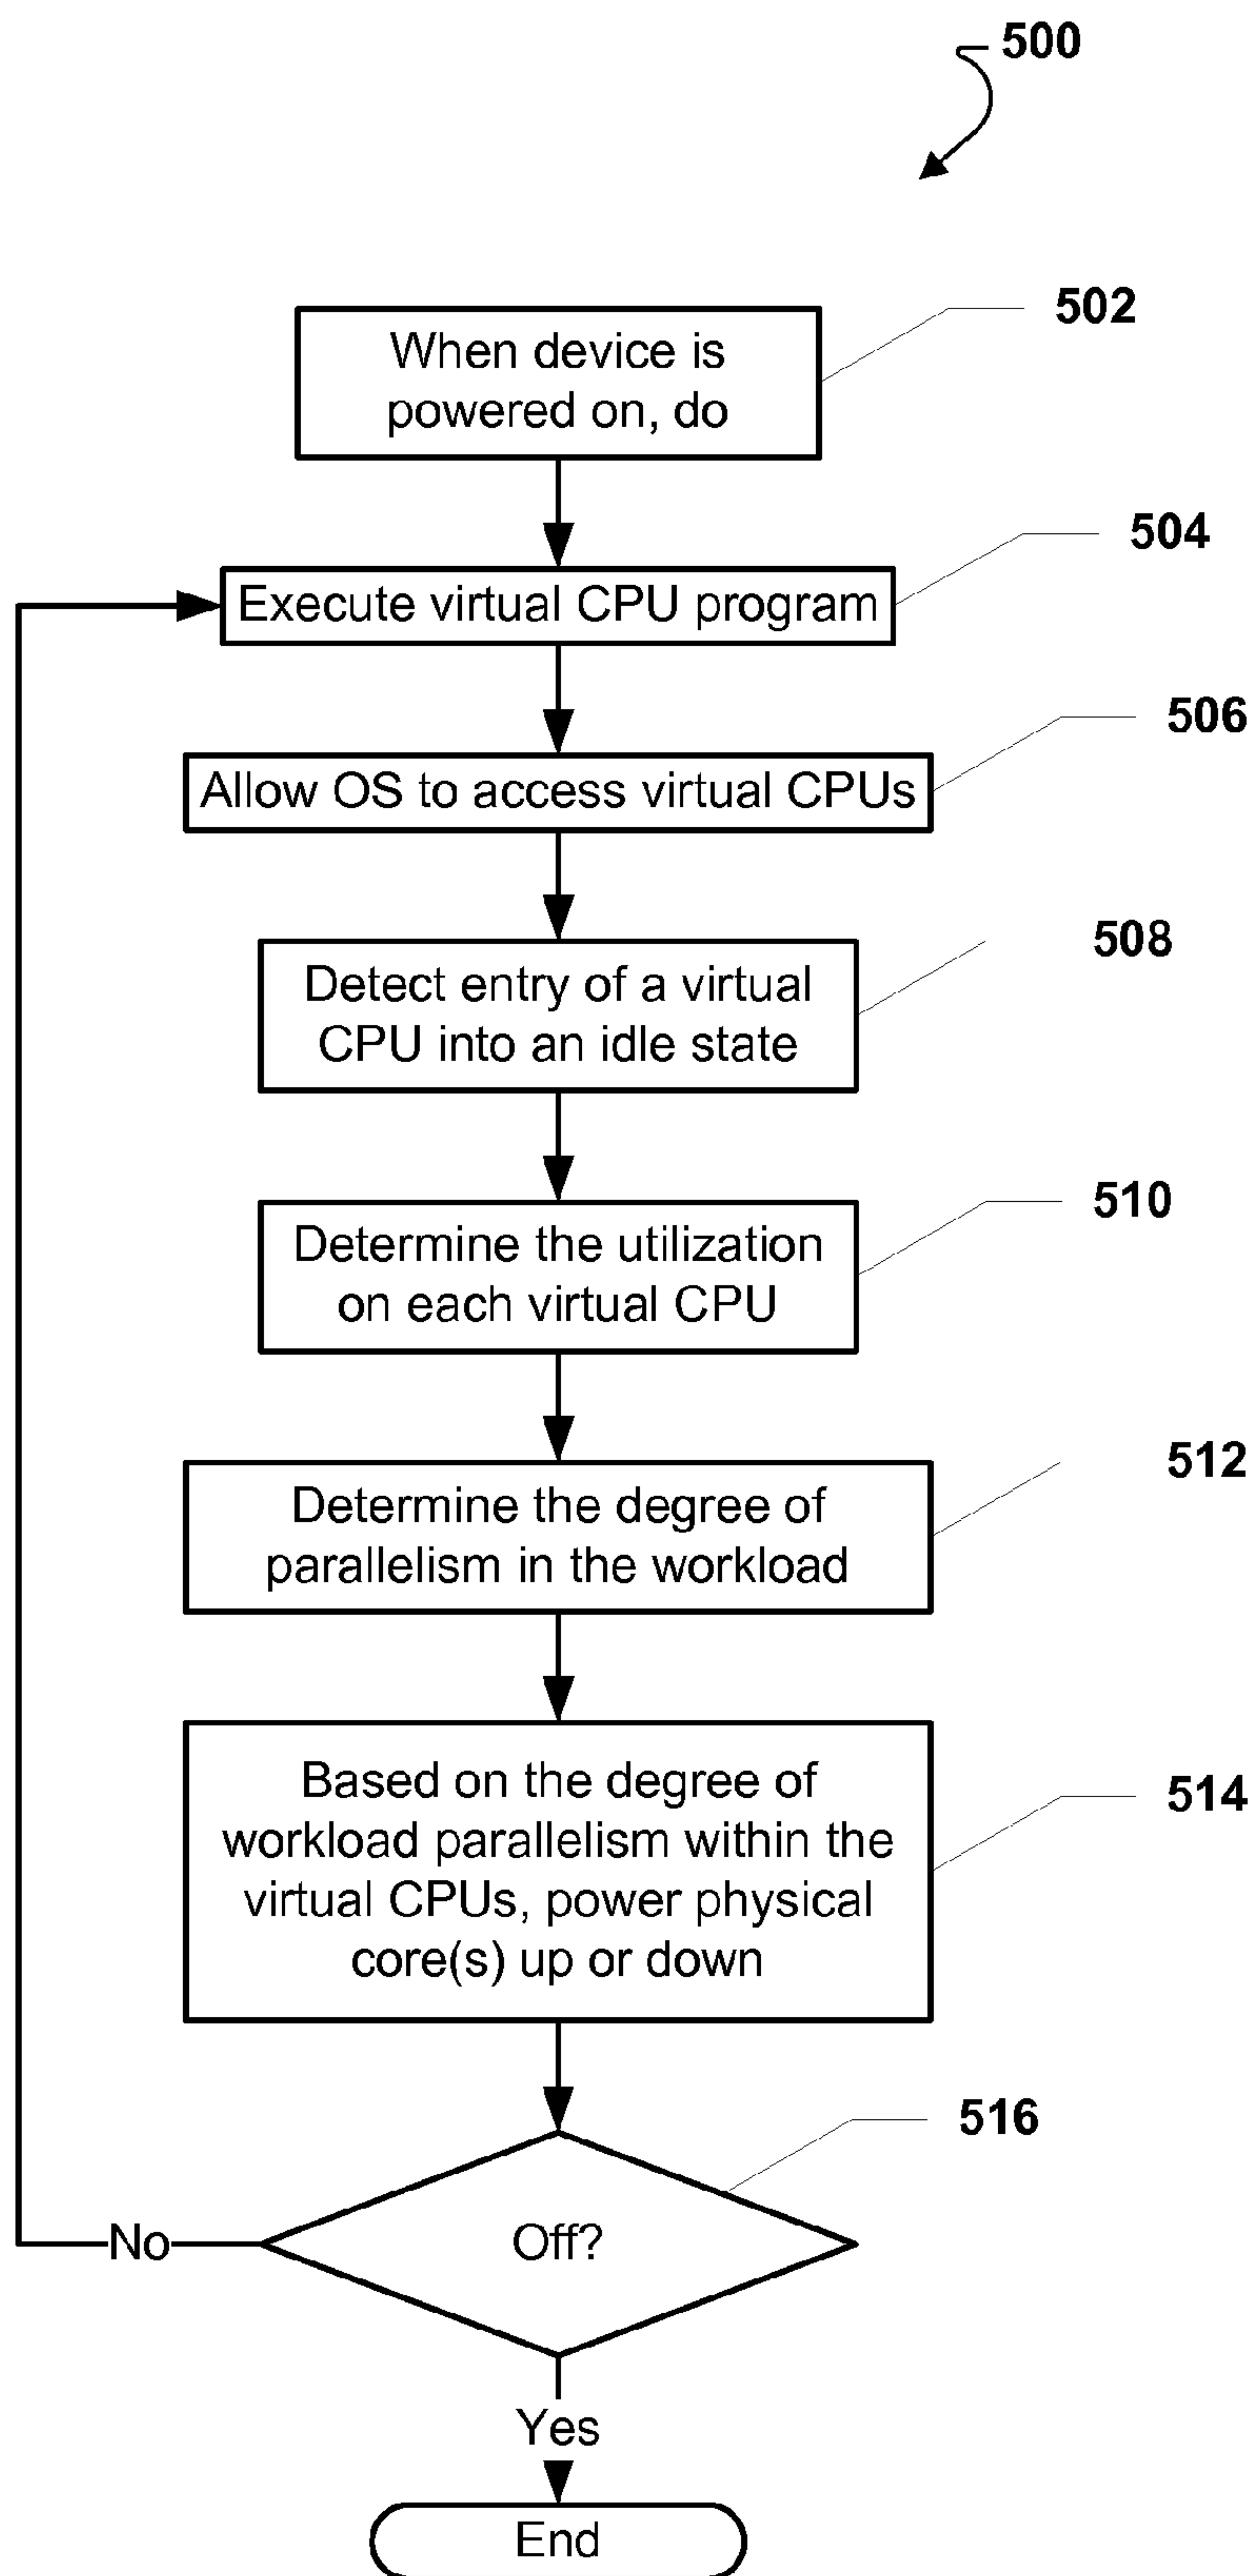 500
When device is
powered on, do
502
504
Execute virtual CPU program
506
Allow OS to access virtual CPUs
508
Detect entry of a virtual
CPU into an idle state
510
Determine the utilization
on each virtual CPU
512
Determine the degree of
parallelism in the workload
514
Based on the degree of
workload parallelism within the
virtual CPUs, power physical
core(s) up or down
516
Off?
No
Yes
End